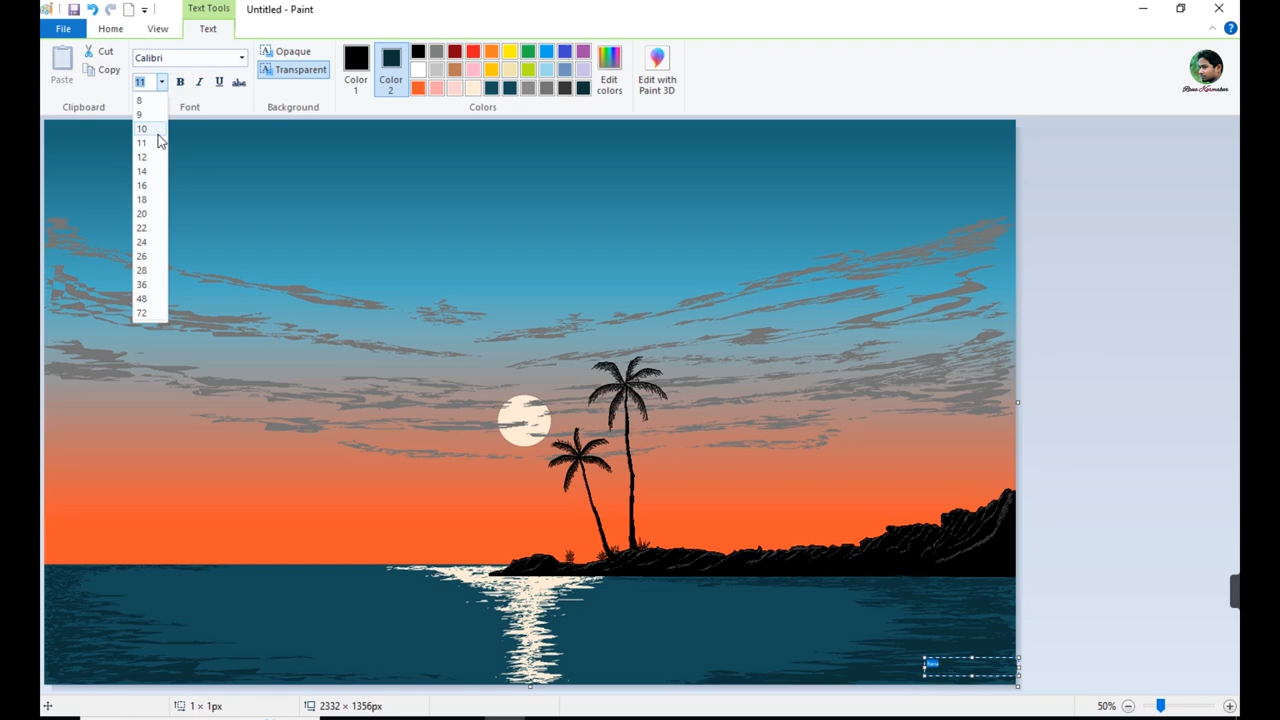 Text Tools
Untitled - Paint
File
Home
View
Text
Paste
Cut
Copy
Clipboard
Calibri
11
B I U abc
Font
8
9
10
11
12
14
16
18
20
22
24
26
28
36
48
72
Opaque
Transparent
Background
Color 1
Color 2
Edit colors
Colors
Edit with Paint 3D
1 × 1px
2332 × 1356px
50%